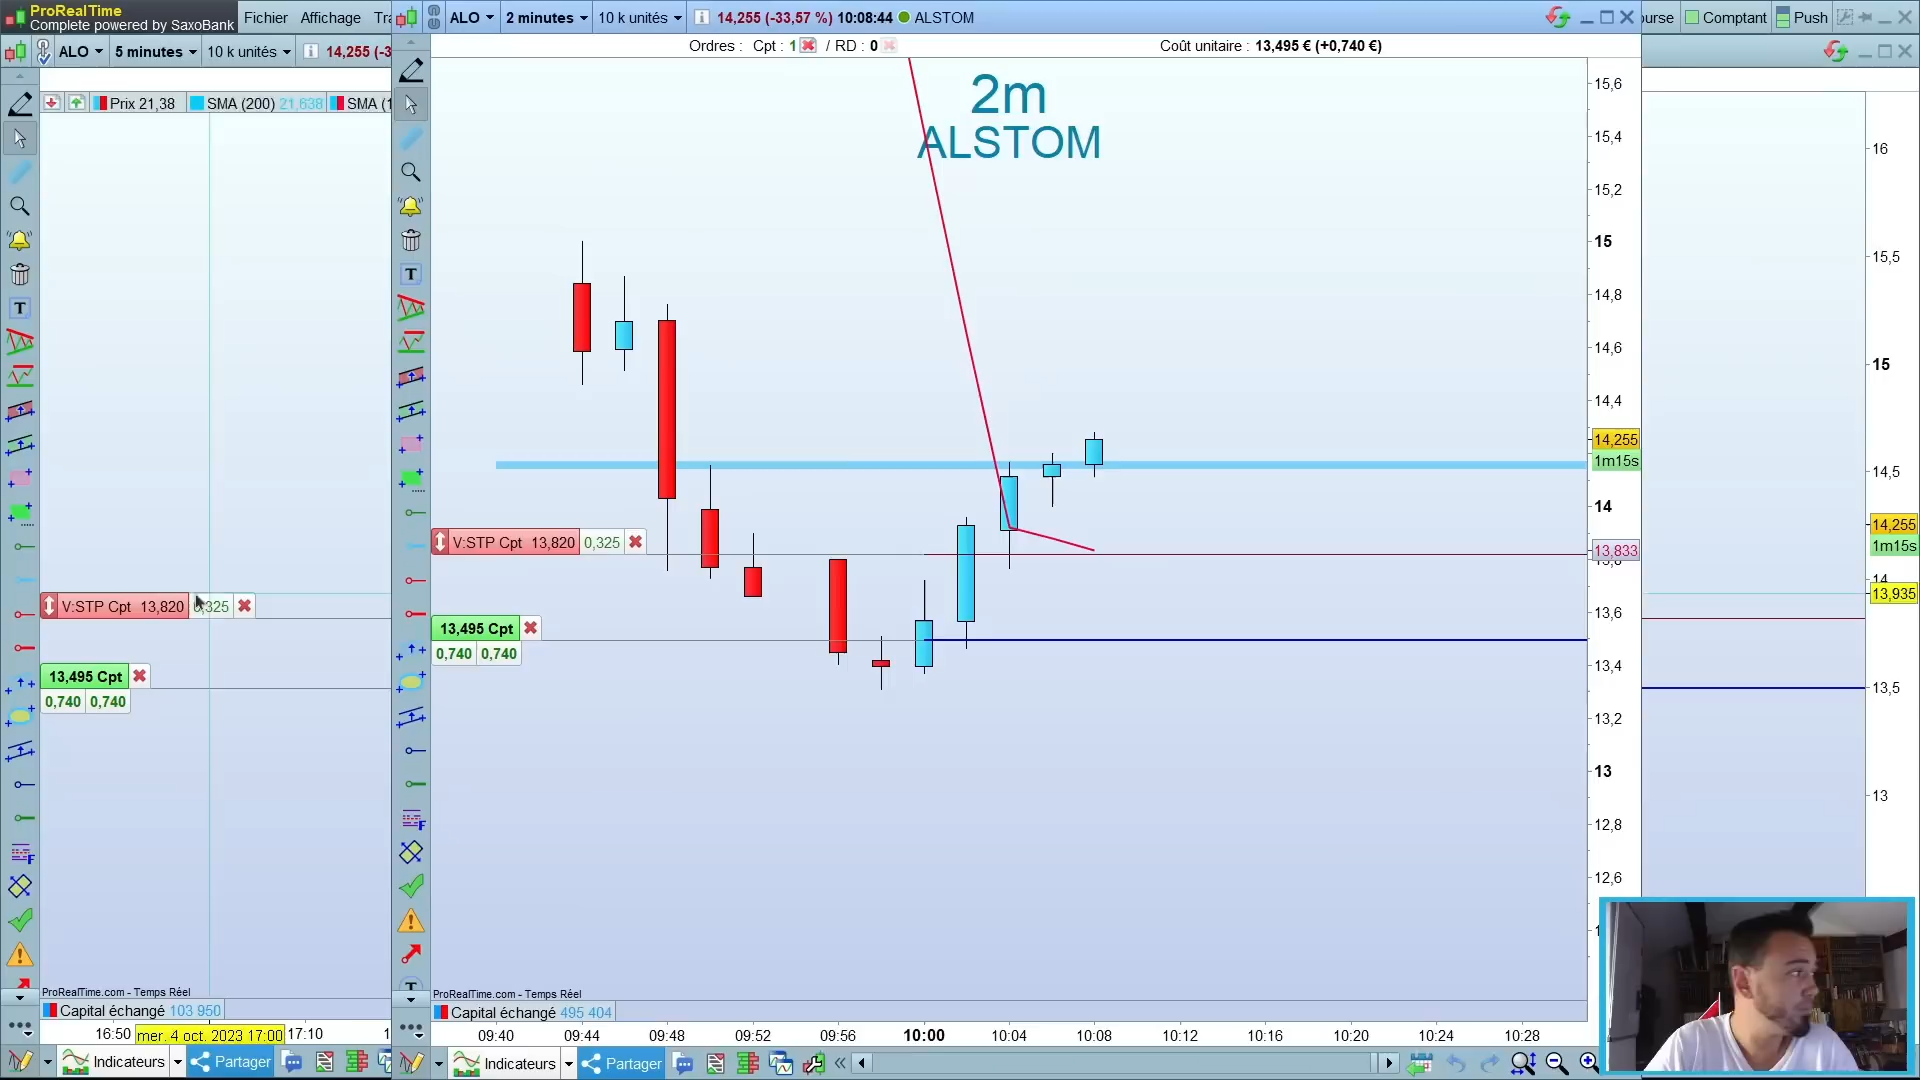 ProRealTime
Complete powered by SaxoBank
Fichier Affichage
ALO 2 minutes 10 k unités 14,255 (-33,57 %) 10:08:44 ALSTOM
Comptant Push
ALO 5 minutes 10 k unités
Ordres : Cpt : 1 / RD : 0
Coût unitaire : 13,495 € (+0,740 €)
Prix 21,38 SMA (200) 21,638
2m
ALSTOM
15,6
15,4
15,2
15
14,8
14,6
14,4
14,255
1m15s
14
13,833
13,6
13,4
13,2
13
12,8
12,6
16
15,5
15
14,5
14,255
1m15s
13,935
13,5
13
V:STP Cpt 13,820 0,325
13,495 Cpt
0,740 0,740
V:STP Cpt 13,820
13,495 Cpt
0,740 0,740
ProRealTime.com - Temps Réel
Capital échangé 103 950
16:50 mer. 4 oct. 2023 17:00 17:10
Indicateurs Partager
ProRealTime.com - Temps Réel
Capital échangé 495 404
09:40 09:44 09:48 09:52 09:56 10:00 10:04 10:08 10:12 10:16 10:20 10:24 10:28
Indicateurs Partager